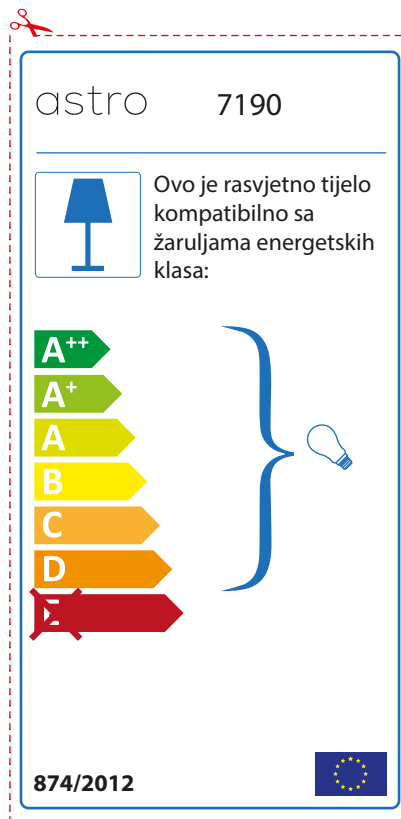 astro 7190
Ovo je rasvjetno tijelo
kompatibilno sa
žaruljama energetskih
klasa:
A++
A+
A
B
C
D
E
874/2012